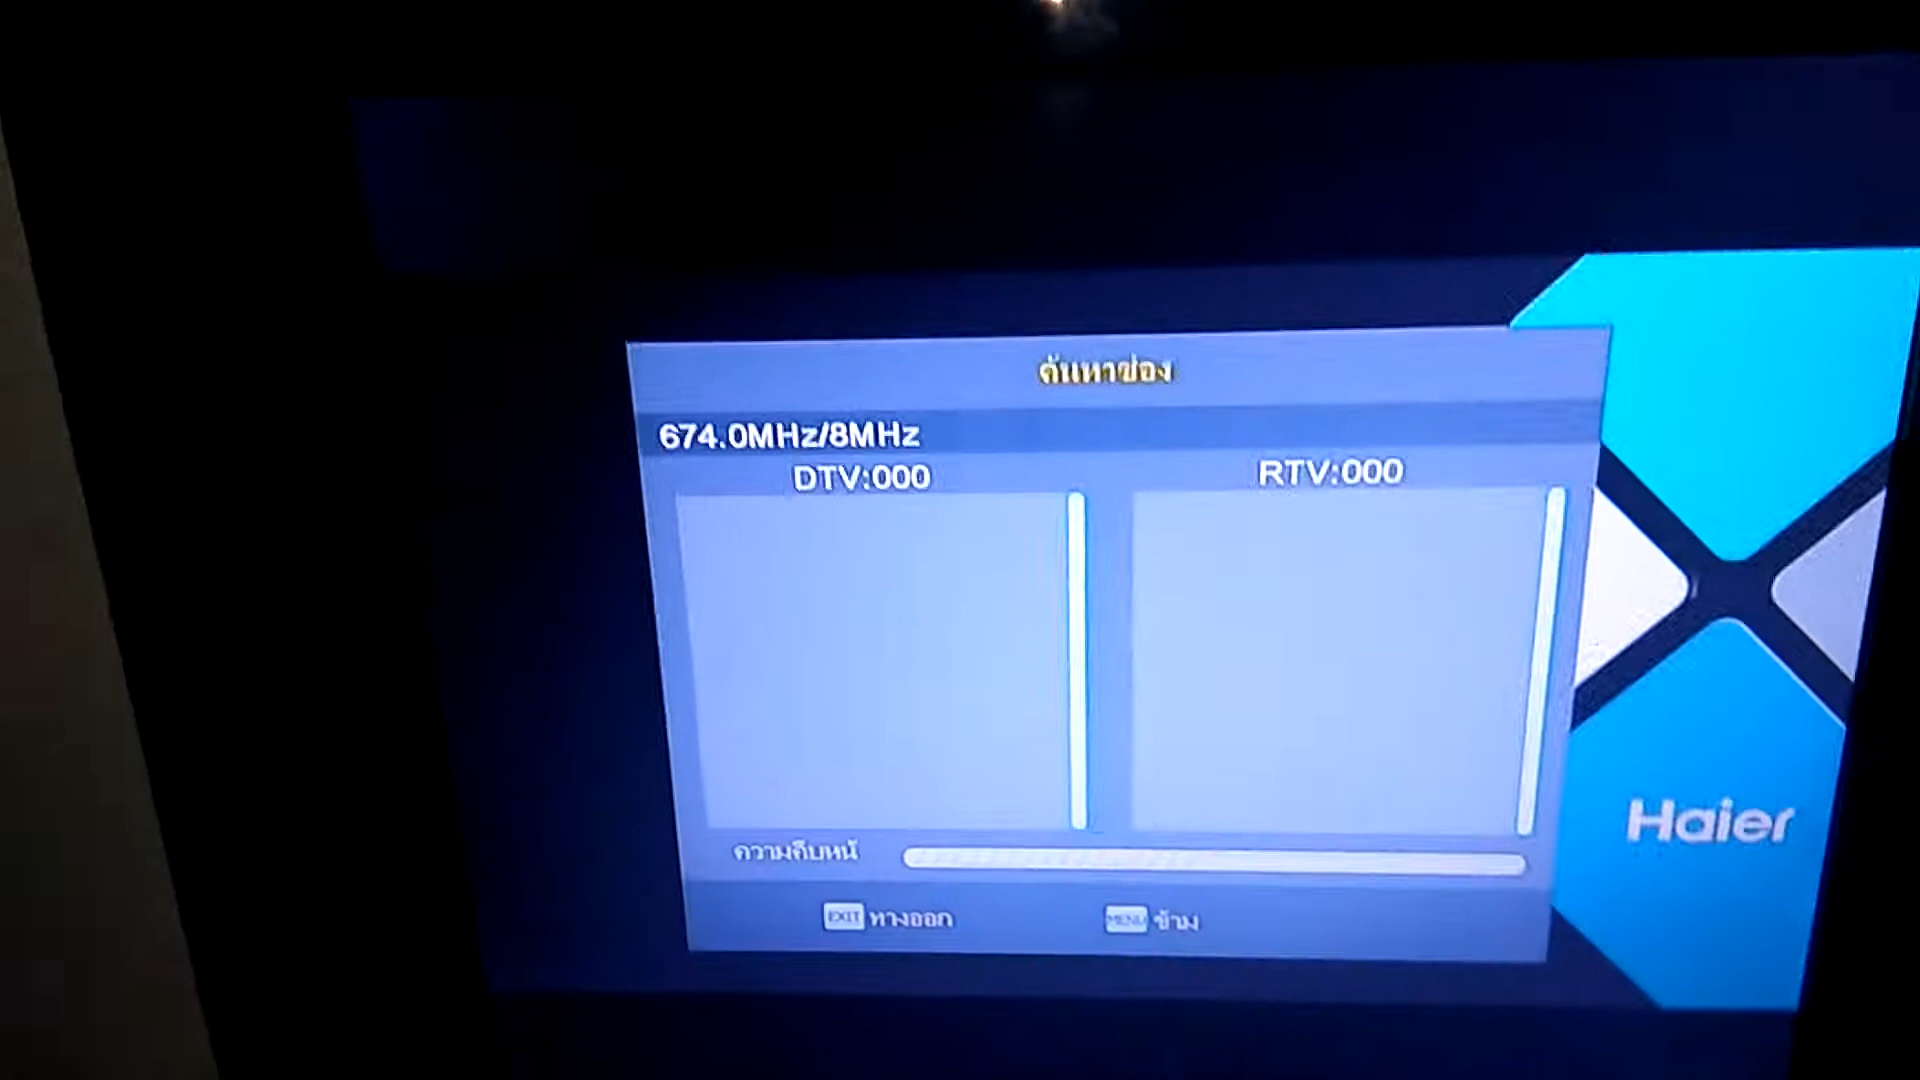 ค้นหาช่อง
674.0MHz/8MHz
DTV:000
RTV:000
ความคืบหน้
EXIT ทางออก
MENU ข้าม
Haier